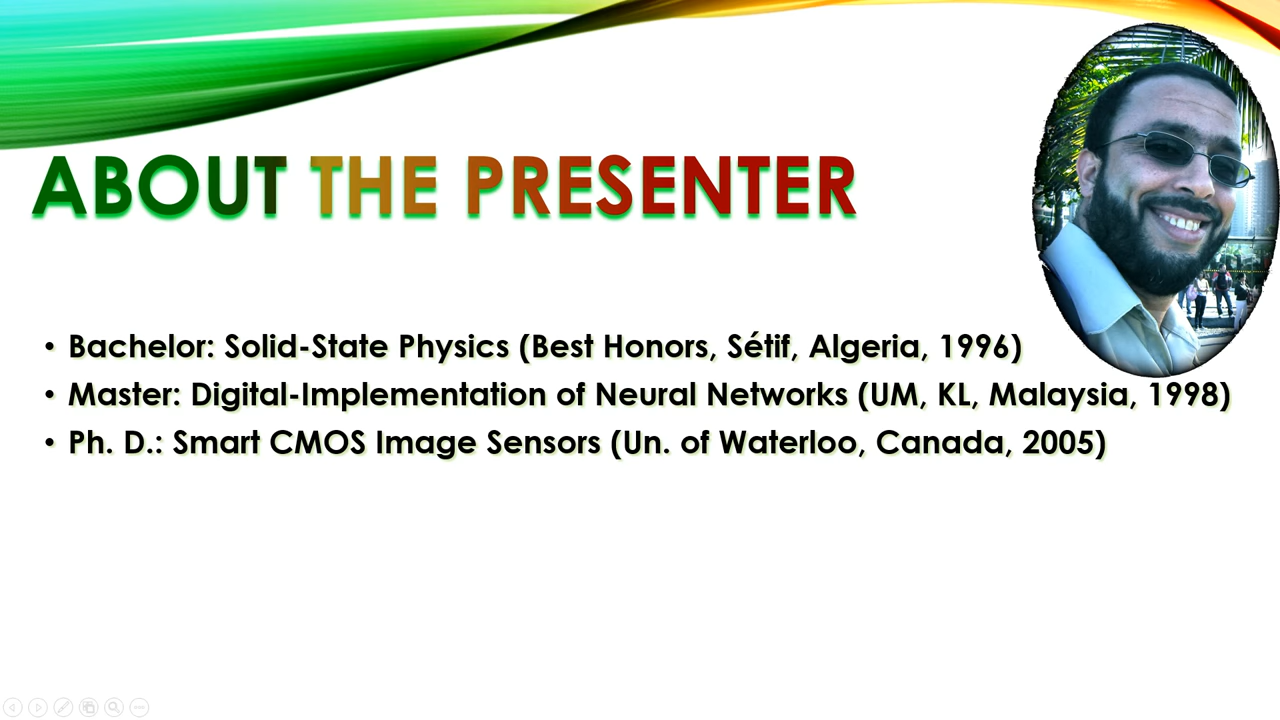 ABOUT THE PRESENTER
• Bachelor: Solid-State Physics (Best Honors, Sétif, Algeria, 1996)
• Master: Digital-Implementation of Neural Networks (UM, KL, Malaysia, 1998)
• Ph. D.: Smart CMOS Image Sensors (Un. of Waterloo, Canada, 2005)